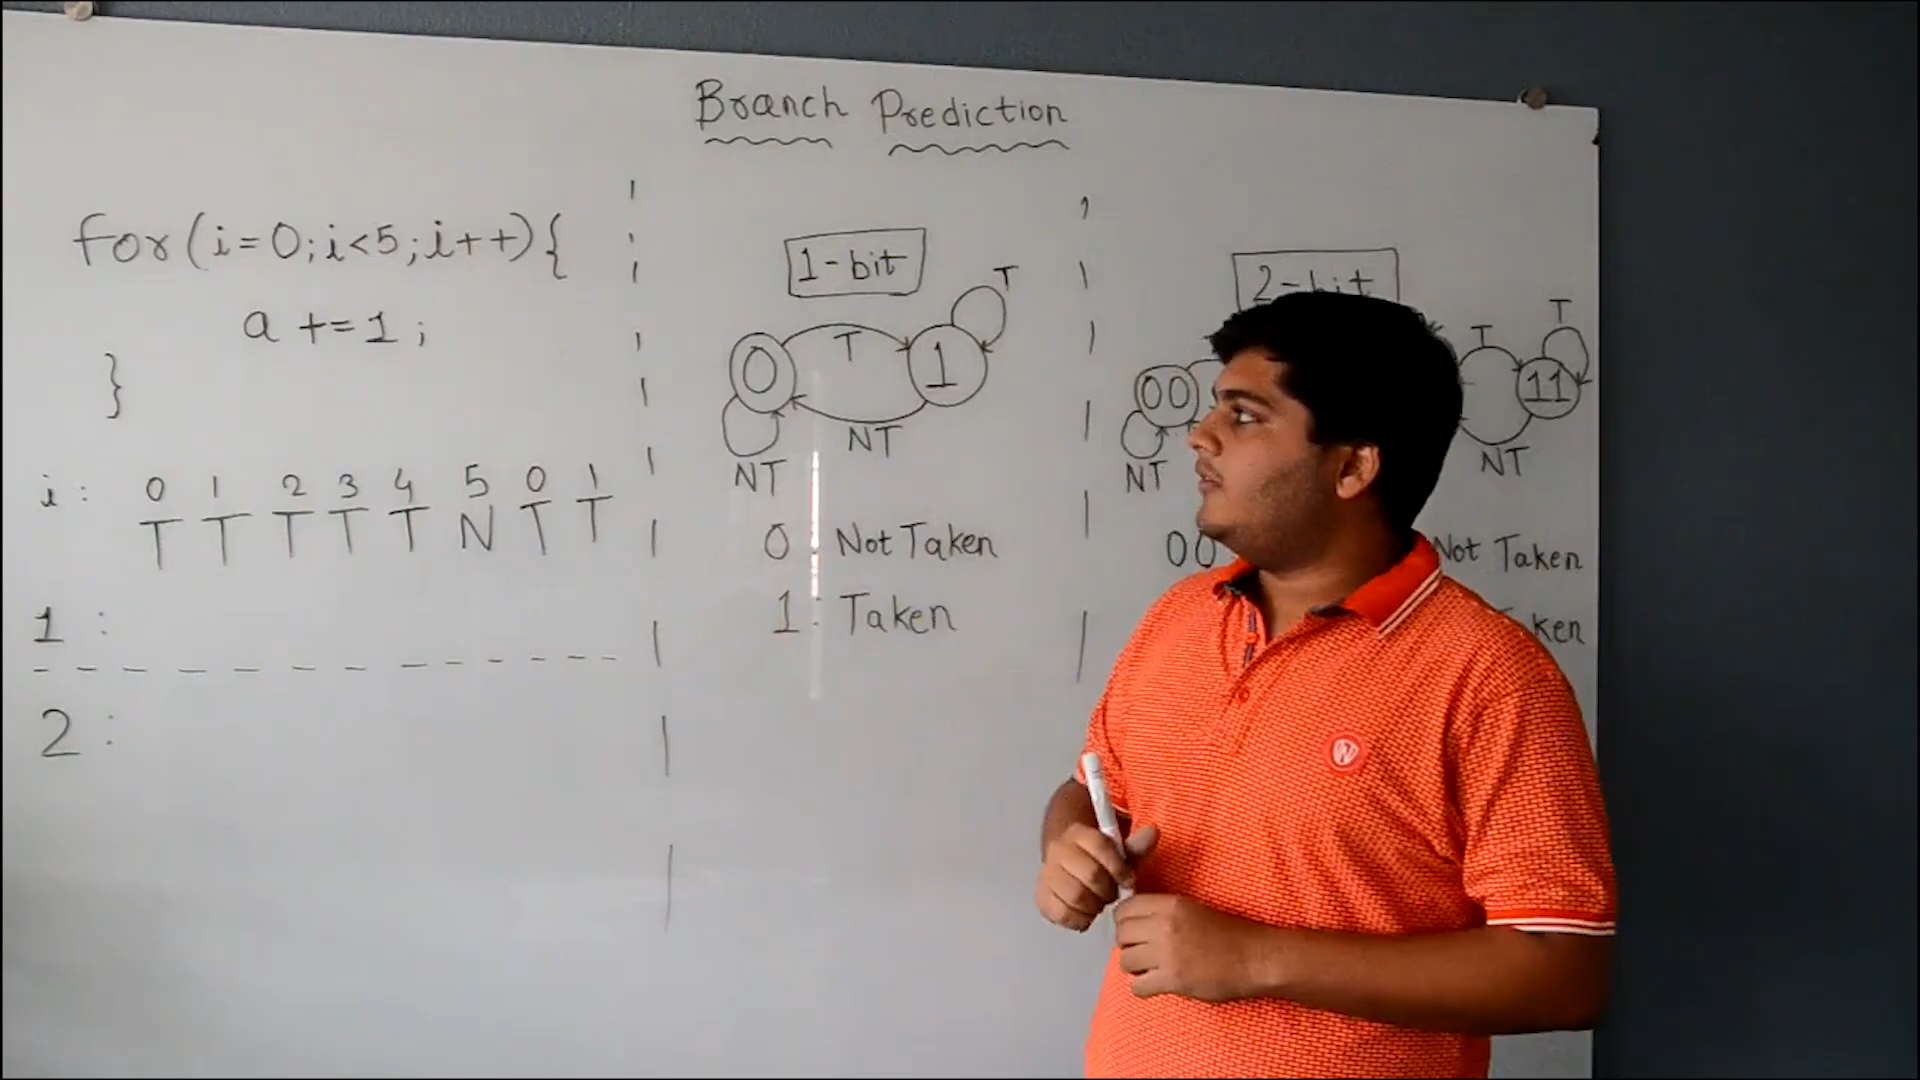 Branch Prediction
for(i=0;i<5;i++){
a +=1;
}
i: 0 1 2 3 4 5 0 1
T T T T T N T T
1:
2:
1-bit
T
T
0 1
NT
NT
0: Not Taken
1: Taken
2-bit
T
T
00 11
NT
NT
00 Not Taken